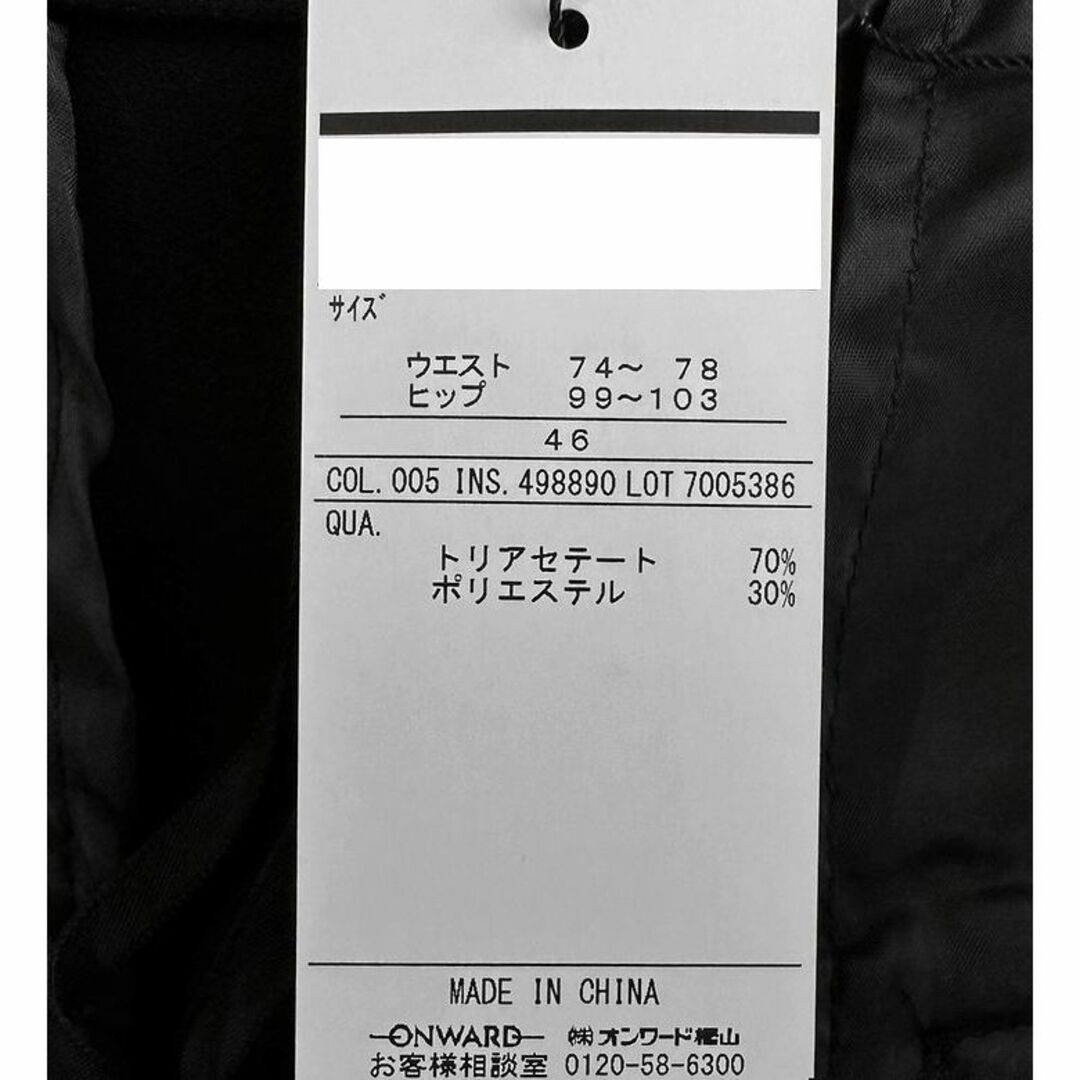 サイズ
ウエスト 74～ 78
ヒップ 99～103
46
COL. 005 INS. 498890 LOT 7005386
QUA.
トリアセテート 70%
ポリエステル 30%
MADE IN CHINA
ONWARD ㈱オンワード樫山
お客様相談室 0120-58-6300